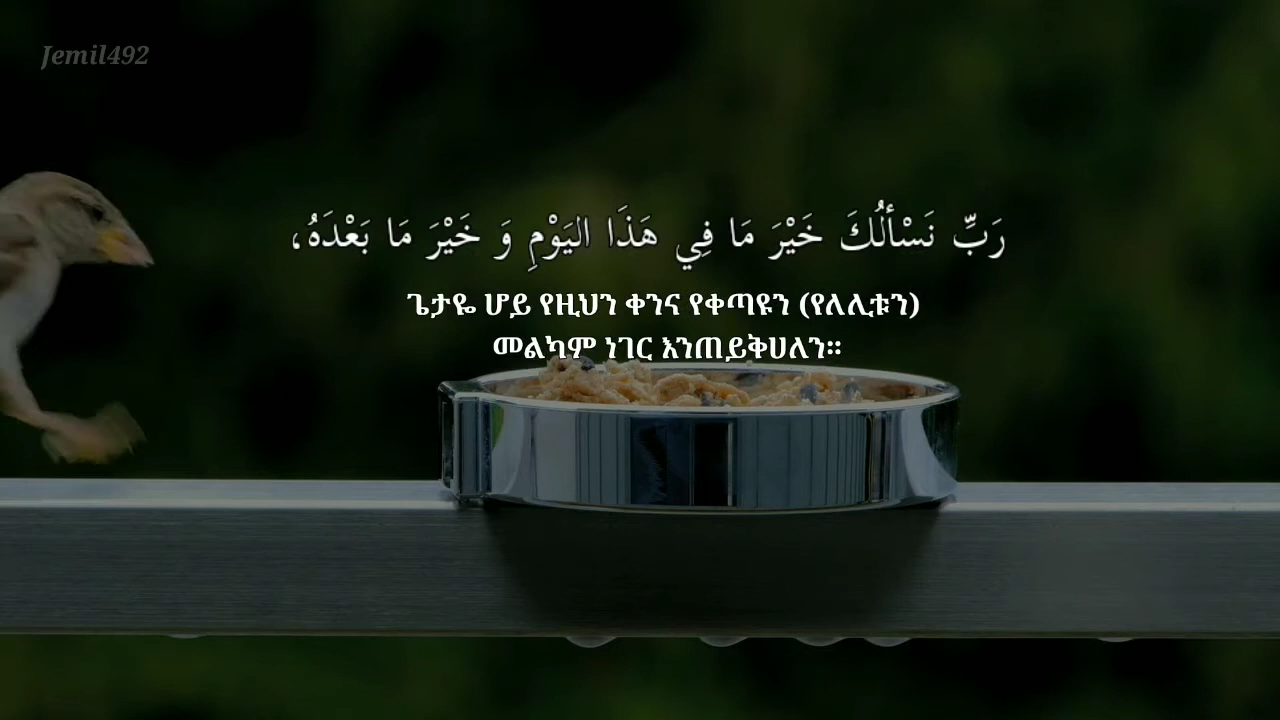 Jemil492
رَبِّ نَسْأَلُكَ خَيْرَ مَا فِي هَذَا اليَوْمِ وَ خَيْرَ مَا بَعْدَهُ،
ጌታዬ ሆይ የዚህን ቀንና የቀጣዩን (የለሊቱን)
መልካም ነገር እንጠይቅሀለን።